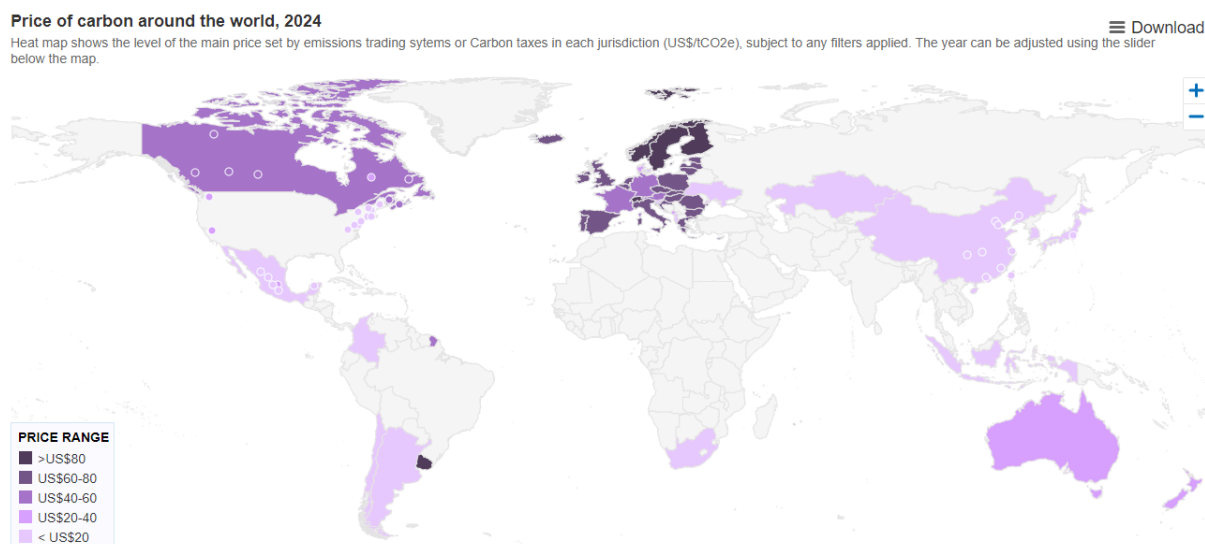 Price of carbon around the world, 2024
Download
Heat map shows the level of the main price set by emissions trading sytems or Carbon taxes in each jurisdiction (US$/tCO2e), subject to any filters applied. The year can be adjusted using the slider
below the map.
+
−
PRICE RANGE
>US$80
US$60-80
US$40-60
US$20-40
< US$20